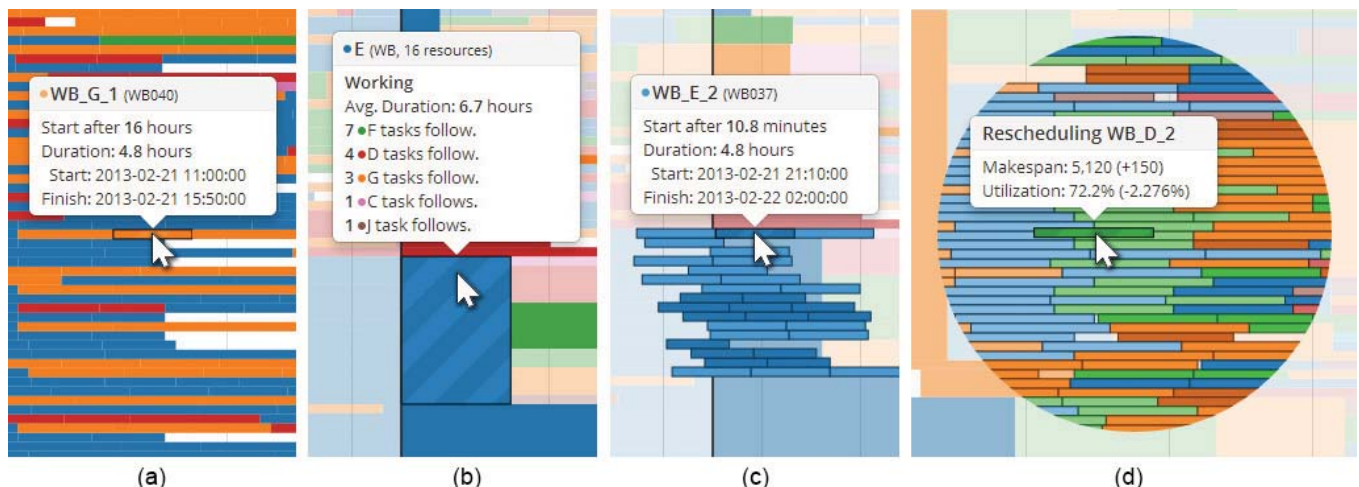 WB_G_1 (WB040)
Start after 16 hours
Duration: 4.8 hours
Start: 2013-02-21 11:00:00
Finish: 2013-02-21 15:50:00
(a)
E (WB, 16 resources)
Working
Avg. Duration: 6.7 hours
7 F tasks follow.
4 D tasks follow.
3 G tasks follow.
1 C task follows.
1 J task follows.
(b)
WB_E_2 (WB037)
Start after 10.8 minutes
Duration: 4.8 hours
Start: 2013-02-21 21:10:00
Finish: 2013-02-22 02:00:00
(c)
Rescheduling WB_D_2
Makespan: 5,120 (+150)
Utilization: 72.2% (-2.276%)
(d)